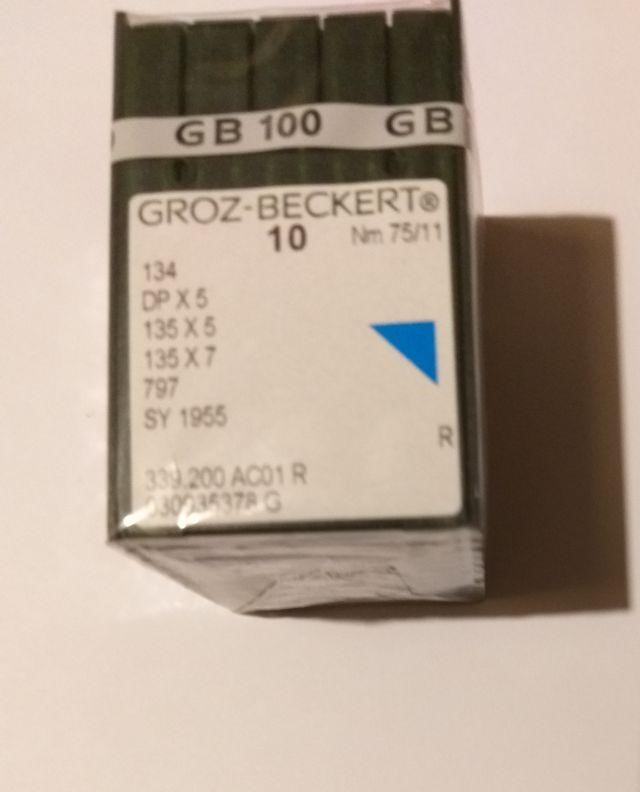 GB 100 GB
GROZ-BECKERT®
10 Nm 75/11
134
DP X 5
135 X 5
135 X 7
797
SY 1955
R
339.200 AC01 R
G